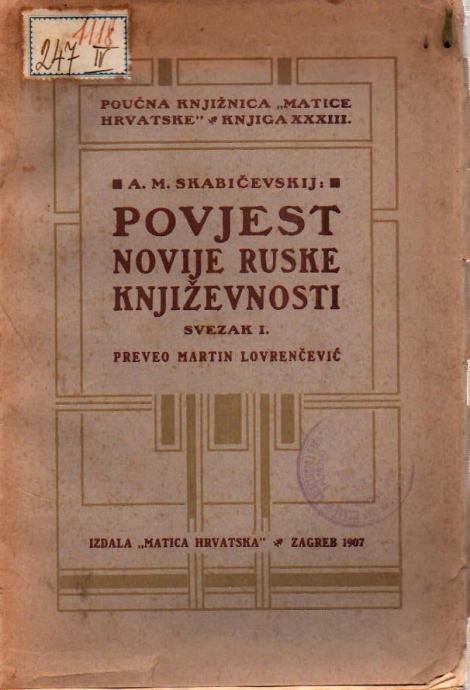 1118
247 IV
POUČNA KNJIŽNICA „MATICE
HRVATSKE” KNJIGA XXXIII.
A. M. SKABIČEVSKIJ:
POVJEST
NOVIJE RUSKE
KNJIŽEVNOSTI
SVEZAK I.
PREVEO MARTIN LOVRENČEVIĆ
IZDALA „MATICA HRVATSKA” ZAGREB 1907